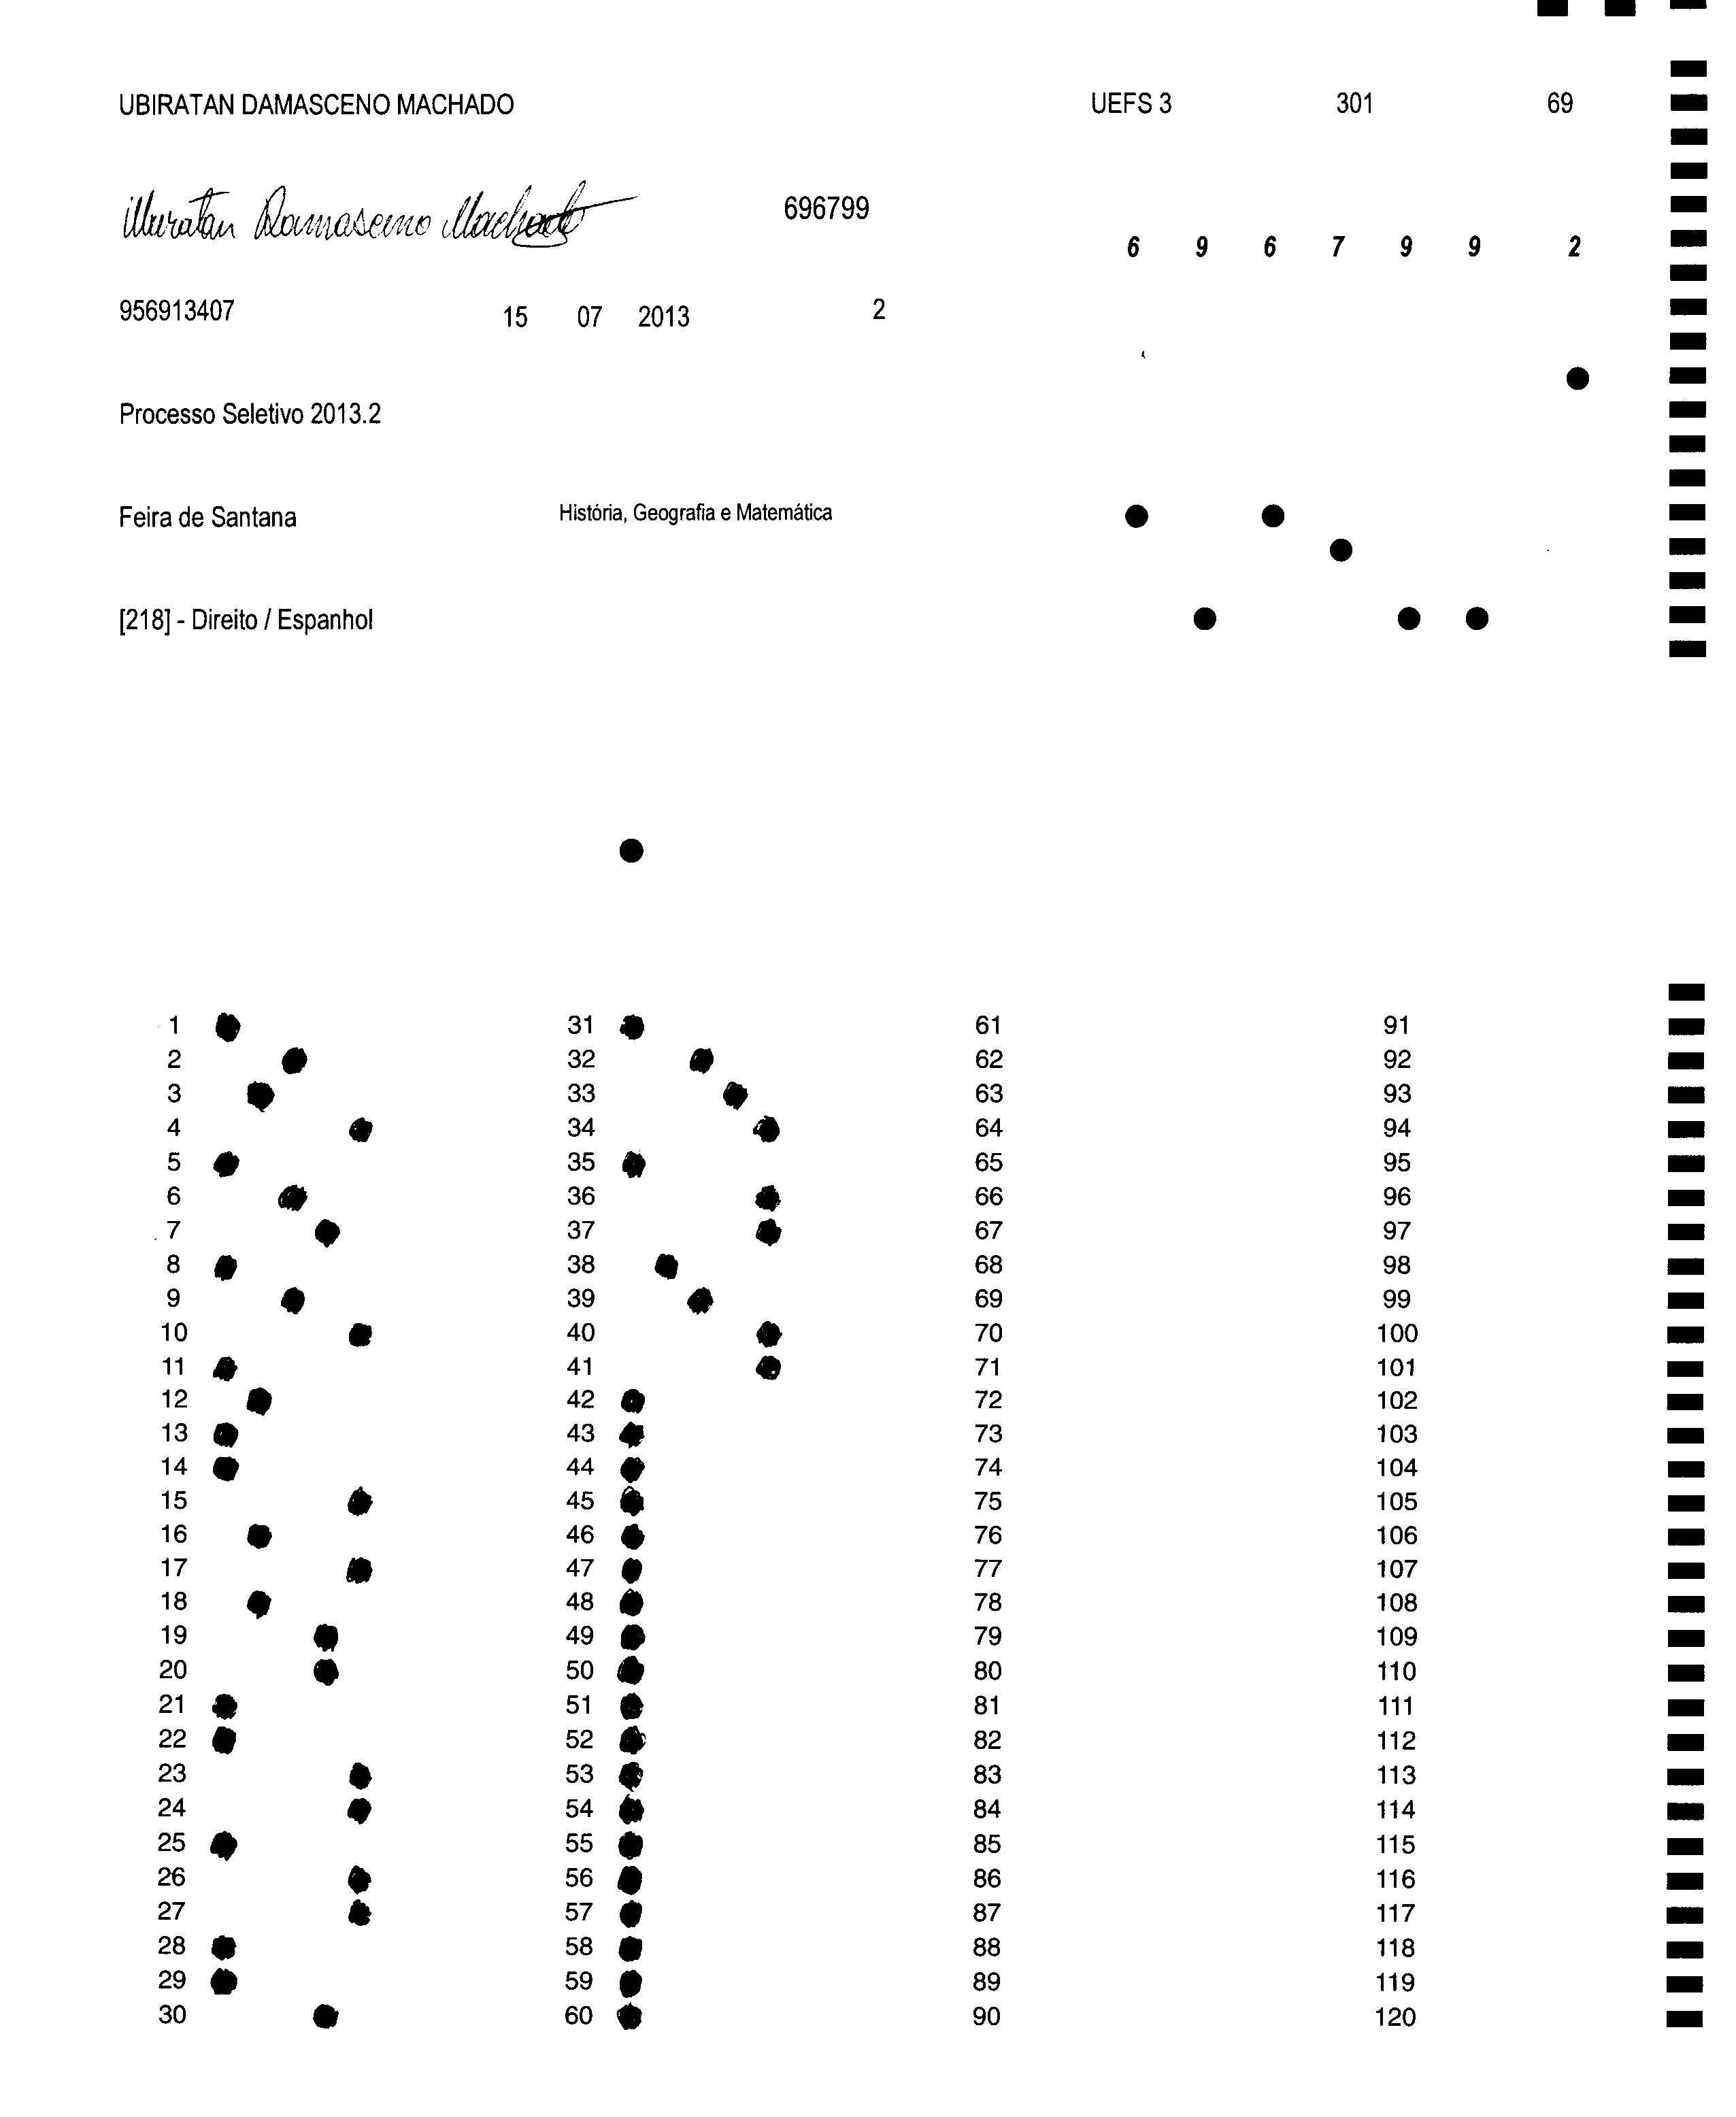 UBIRATAN DAMASCENO MACHADO UEFS 3 301 69
Ubiratan Damasceno Machado 696799
6 9 6 7 9 9 2
956913407 15 07 2013 2
Processo Seletivo 2013.2
Feira de Santana História, Geografia e Matemática
[218] - Direito / Espanhol
1 31 61 91
2 32 62 92
3 33 63 93
4 34 64 94
5 35 65 95
6 36 66 96
7 37 67 97
8 38 68 98
9 39 69 99
10 40 70 100
11 41 71 101
12 42 72 102
13 43 73 103
14 44 74 104
15 45 75 105
16 46 76 106
17 47 77 107
18 48 78 108
19 49 79 109
20 50 80 110
21 51 81 111
22 52 82 112
23 53 83 113
24 54 84 114
25 55 85 115
26 56 86 116
27 57 87 117
28 58 88 118
29 59 89 119
30 60 90 120